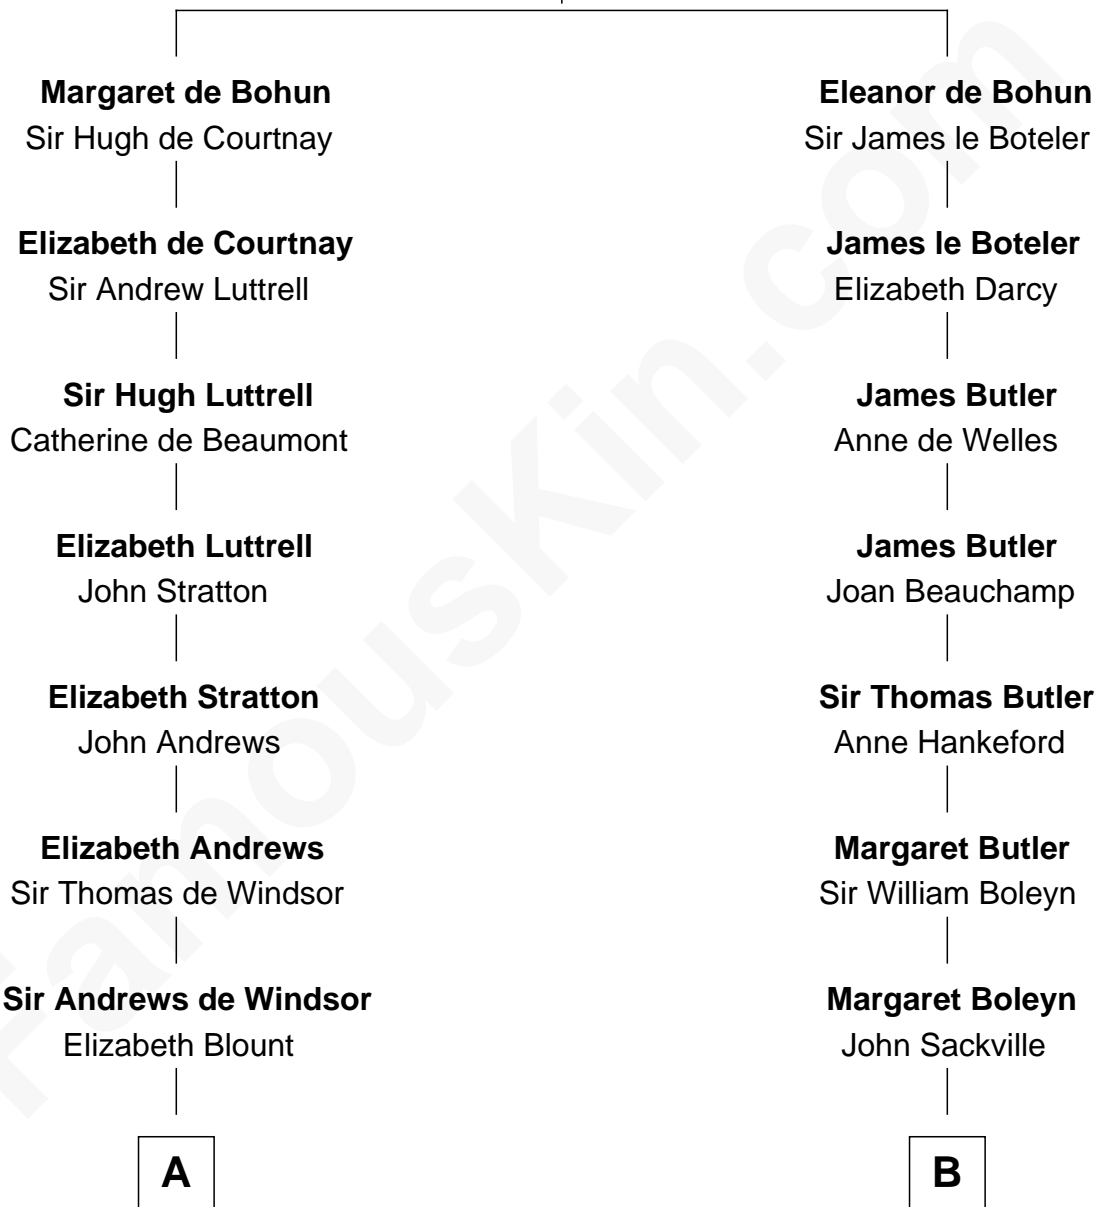 Margaret de Bohun
Sir Hugh de Courtnay
Elizabeth de Courtnay
Sir Andrew Luttrell
Sir Hugh Luttrell
Catherine de Beaumont
Elizabeth Luttrell
John Stratton
Elizabeth Stratton
John Andrews
Elizabeth Andrews
Sir Thomas de Windsor
Sir Andrews de Windsor
Elizabeth Blount
A
Eleanor de Bohun
Sir James le Boteler
James le Boteler
Elizabeth Darcy
James Butler
Anne de Welles
James Butler
Joan Beauchamp
Sir Thomas Butler
Anne Hankeford
Margaret Butler
Sir William Boleyn
Margaret Boleyn
John Sackville
B
FamousKin.com